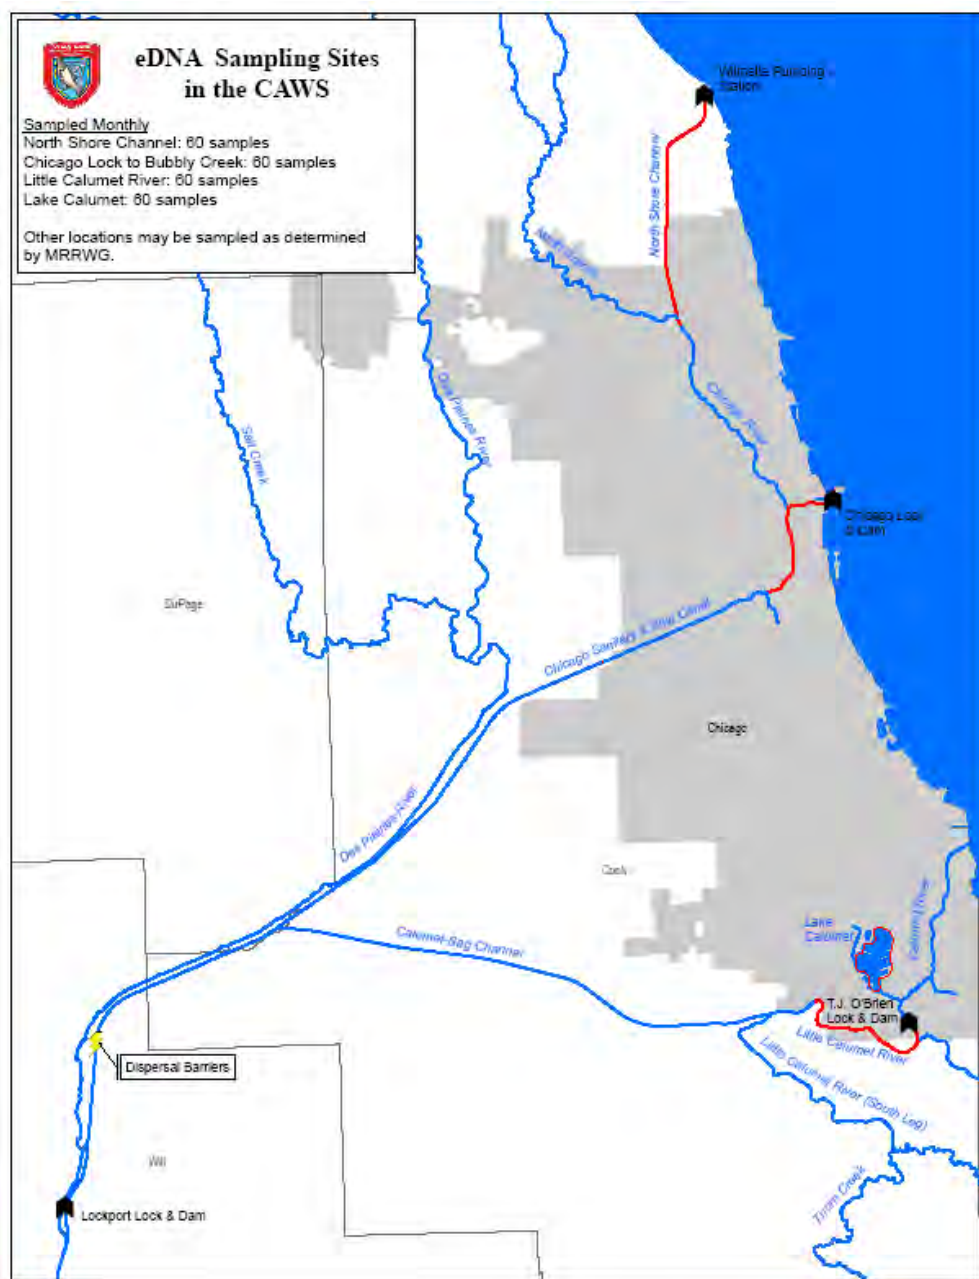 eDNA Sampling Sites
in the CAWS
Sampled Monthly
North Shore Channel: 60 samples
Chicago Lock to Bubbly Creek: 60 samples
Little Calumet River: 60 samples
Lake Calumet: 60 samples
Other locations may be sampled as determined
by MRRWG.
Station
North Shore Channel
Des Plaines River
Chicago River
Salt Creek
Chicago Lock
DuPage
Chicago Sanitary & Ship Canal
Chicago
Des Plaines River
Cook
Calumet-Sag Channel
Lake
Calumet
Calumet River
T.J. O'Brien
Lock & Dam
Little Calumet River
Little Calumet River (South Leg)
Dispersal Barriers
Will
Lockport Lock & Dam
Creek